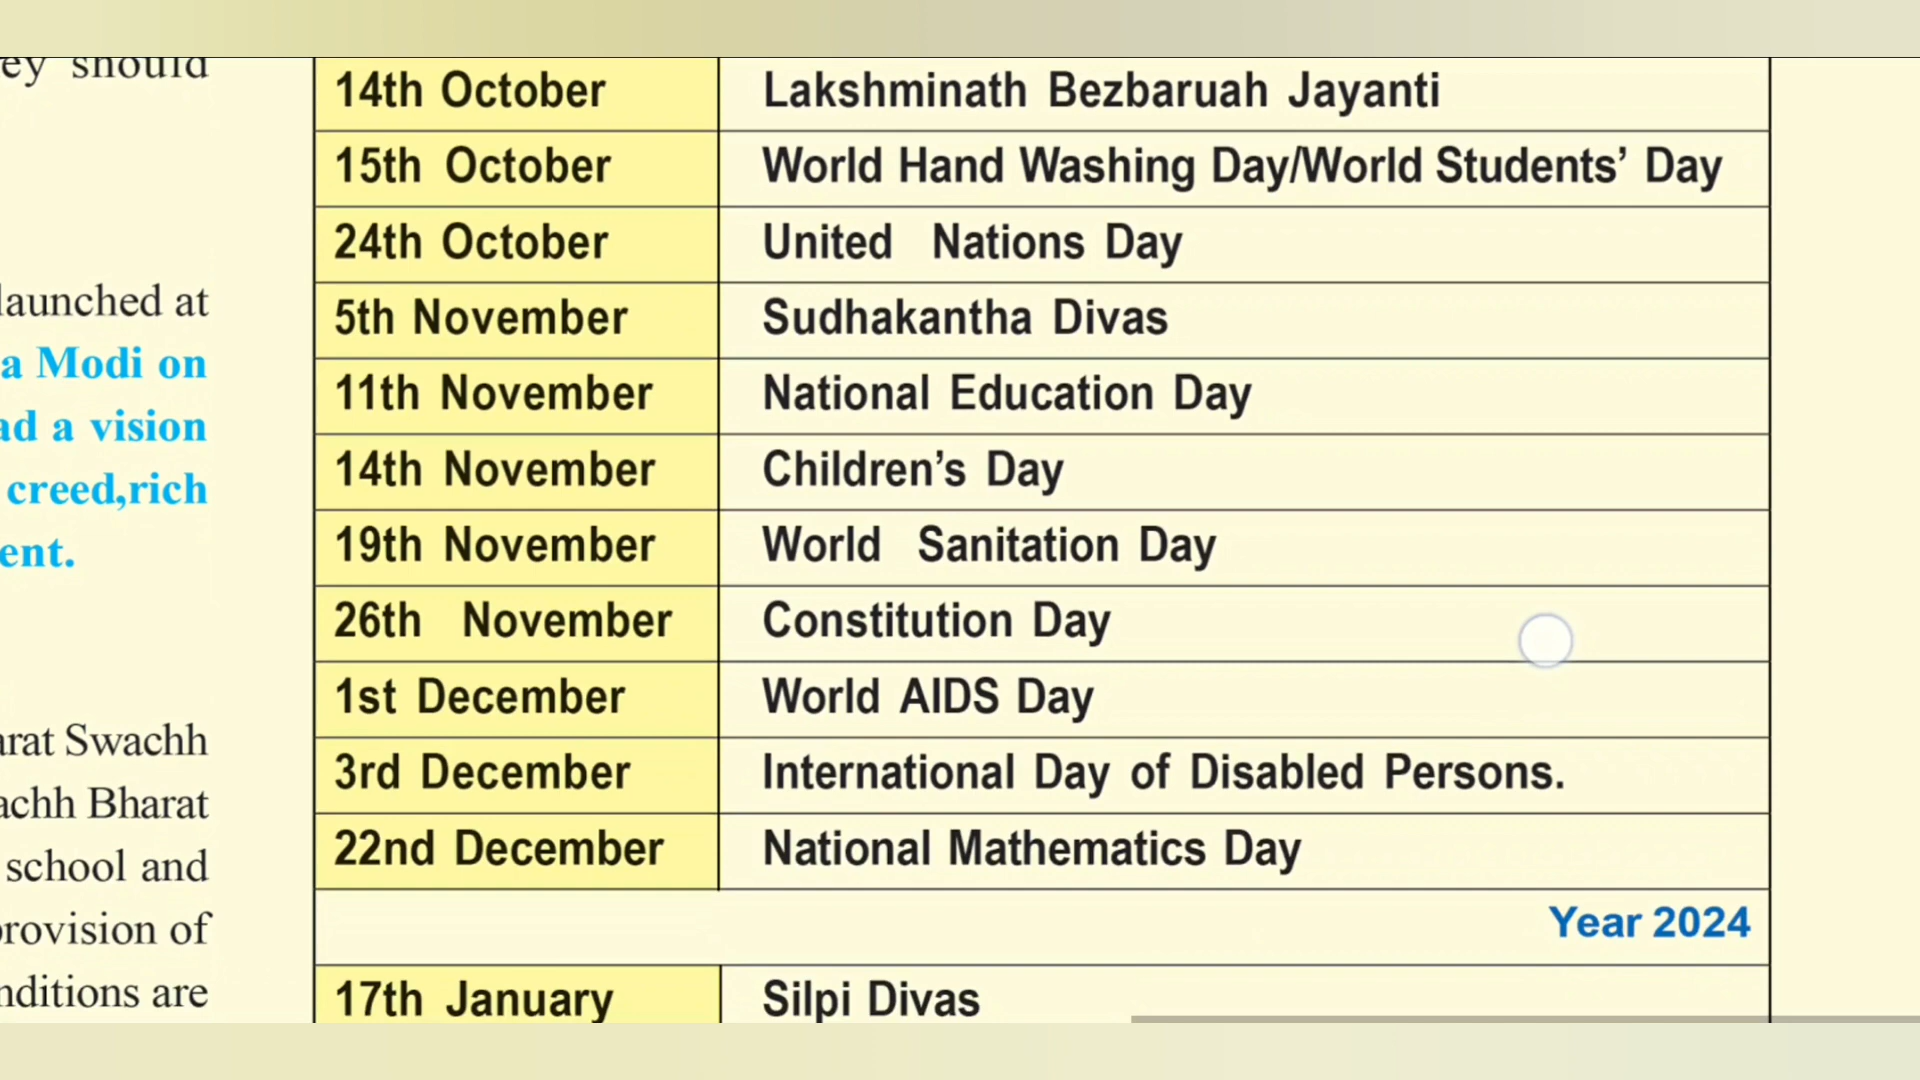 ey should
launched at
a Modi on
ad a vision
creed,rich
ent.
arat Swachh
achh Bharat
school and
provision of
nditions are
14th October Lakshminath Bezbaruah Jayanti
15th October World Hand Washing Day/World Students’ Day
24th October United Nations Day
5th November Sudhakantha Divas
11th November National Education Day
14th November Children’s Day
19th November World Sanitation Day
26th November Constitution Day
1st December World AIDS Day
3rd December International Day of Disabled Persons.
22nd December National Mathematics Day
Year 2024
17th January Silpi Divas